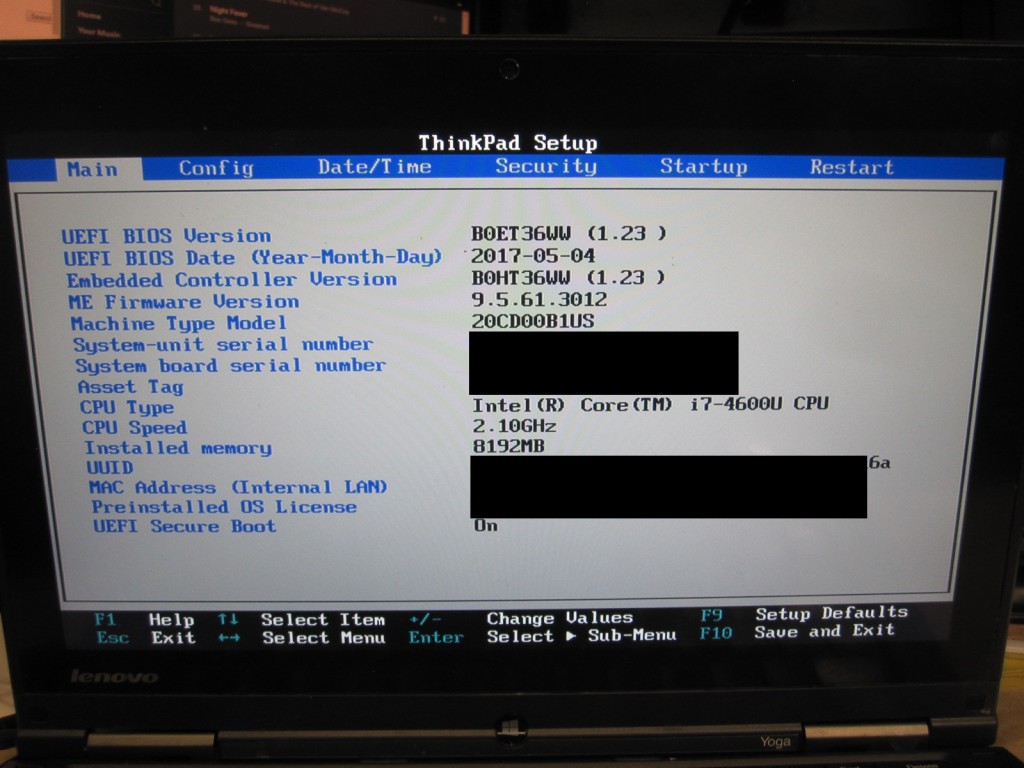 Home
Your Music
Night Fever
ThinkPad Setup
Main Config Date/Time Security Startup Restart
UEFI BIOS Version B0ET36WW (1.23 )
UEFI BIOS Date (Year-Month-Day) 2017-05-04
Embedded Controller Version B0HT36WW (1.23 )
ME Firmware Version 9.5.61.3012
Machine Type Model 20CD00B1US
System-unit serial number
System board serial number
Asset Tag
CPU Type Intel(R) Core(TM) i7-4600U CPU
CPU Speed 2.10GHz
Installed memory 8192MB
UUID 6a
MAC Address (Internal LAN)
Preinstalled OS License
UEFI Secure Boot On
F1 Help ↑↓ Select Item +/- Change Values F9 Setup Defaults
Esc Exit ←→ Select Menu Enter Select ▶ Sub-Menu F10 Save and Exit
lenovo
Yoga